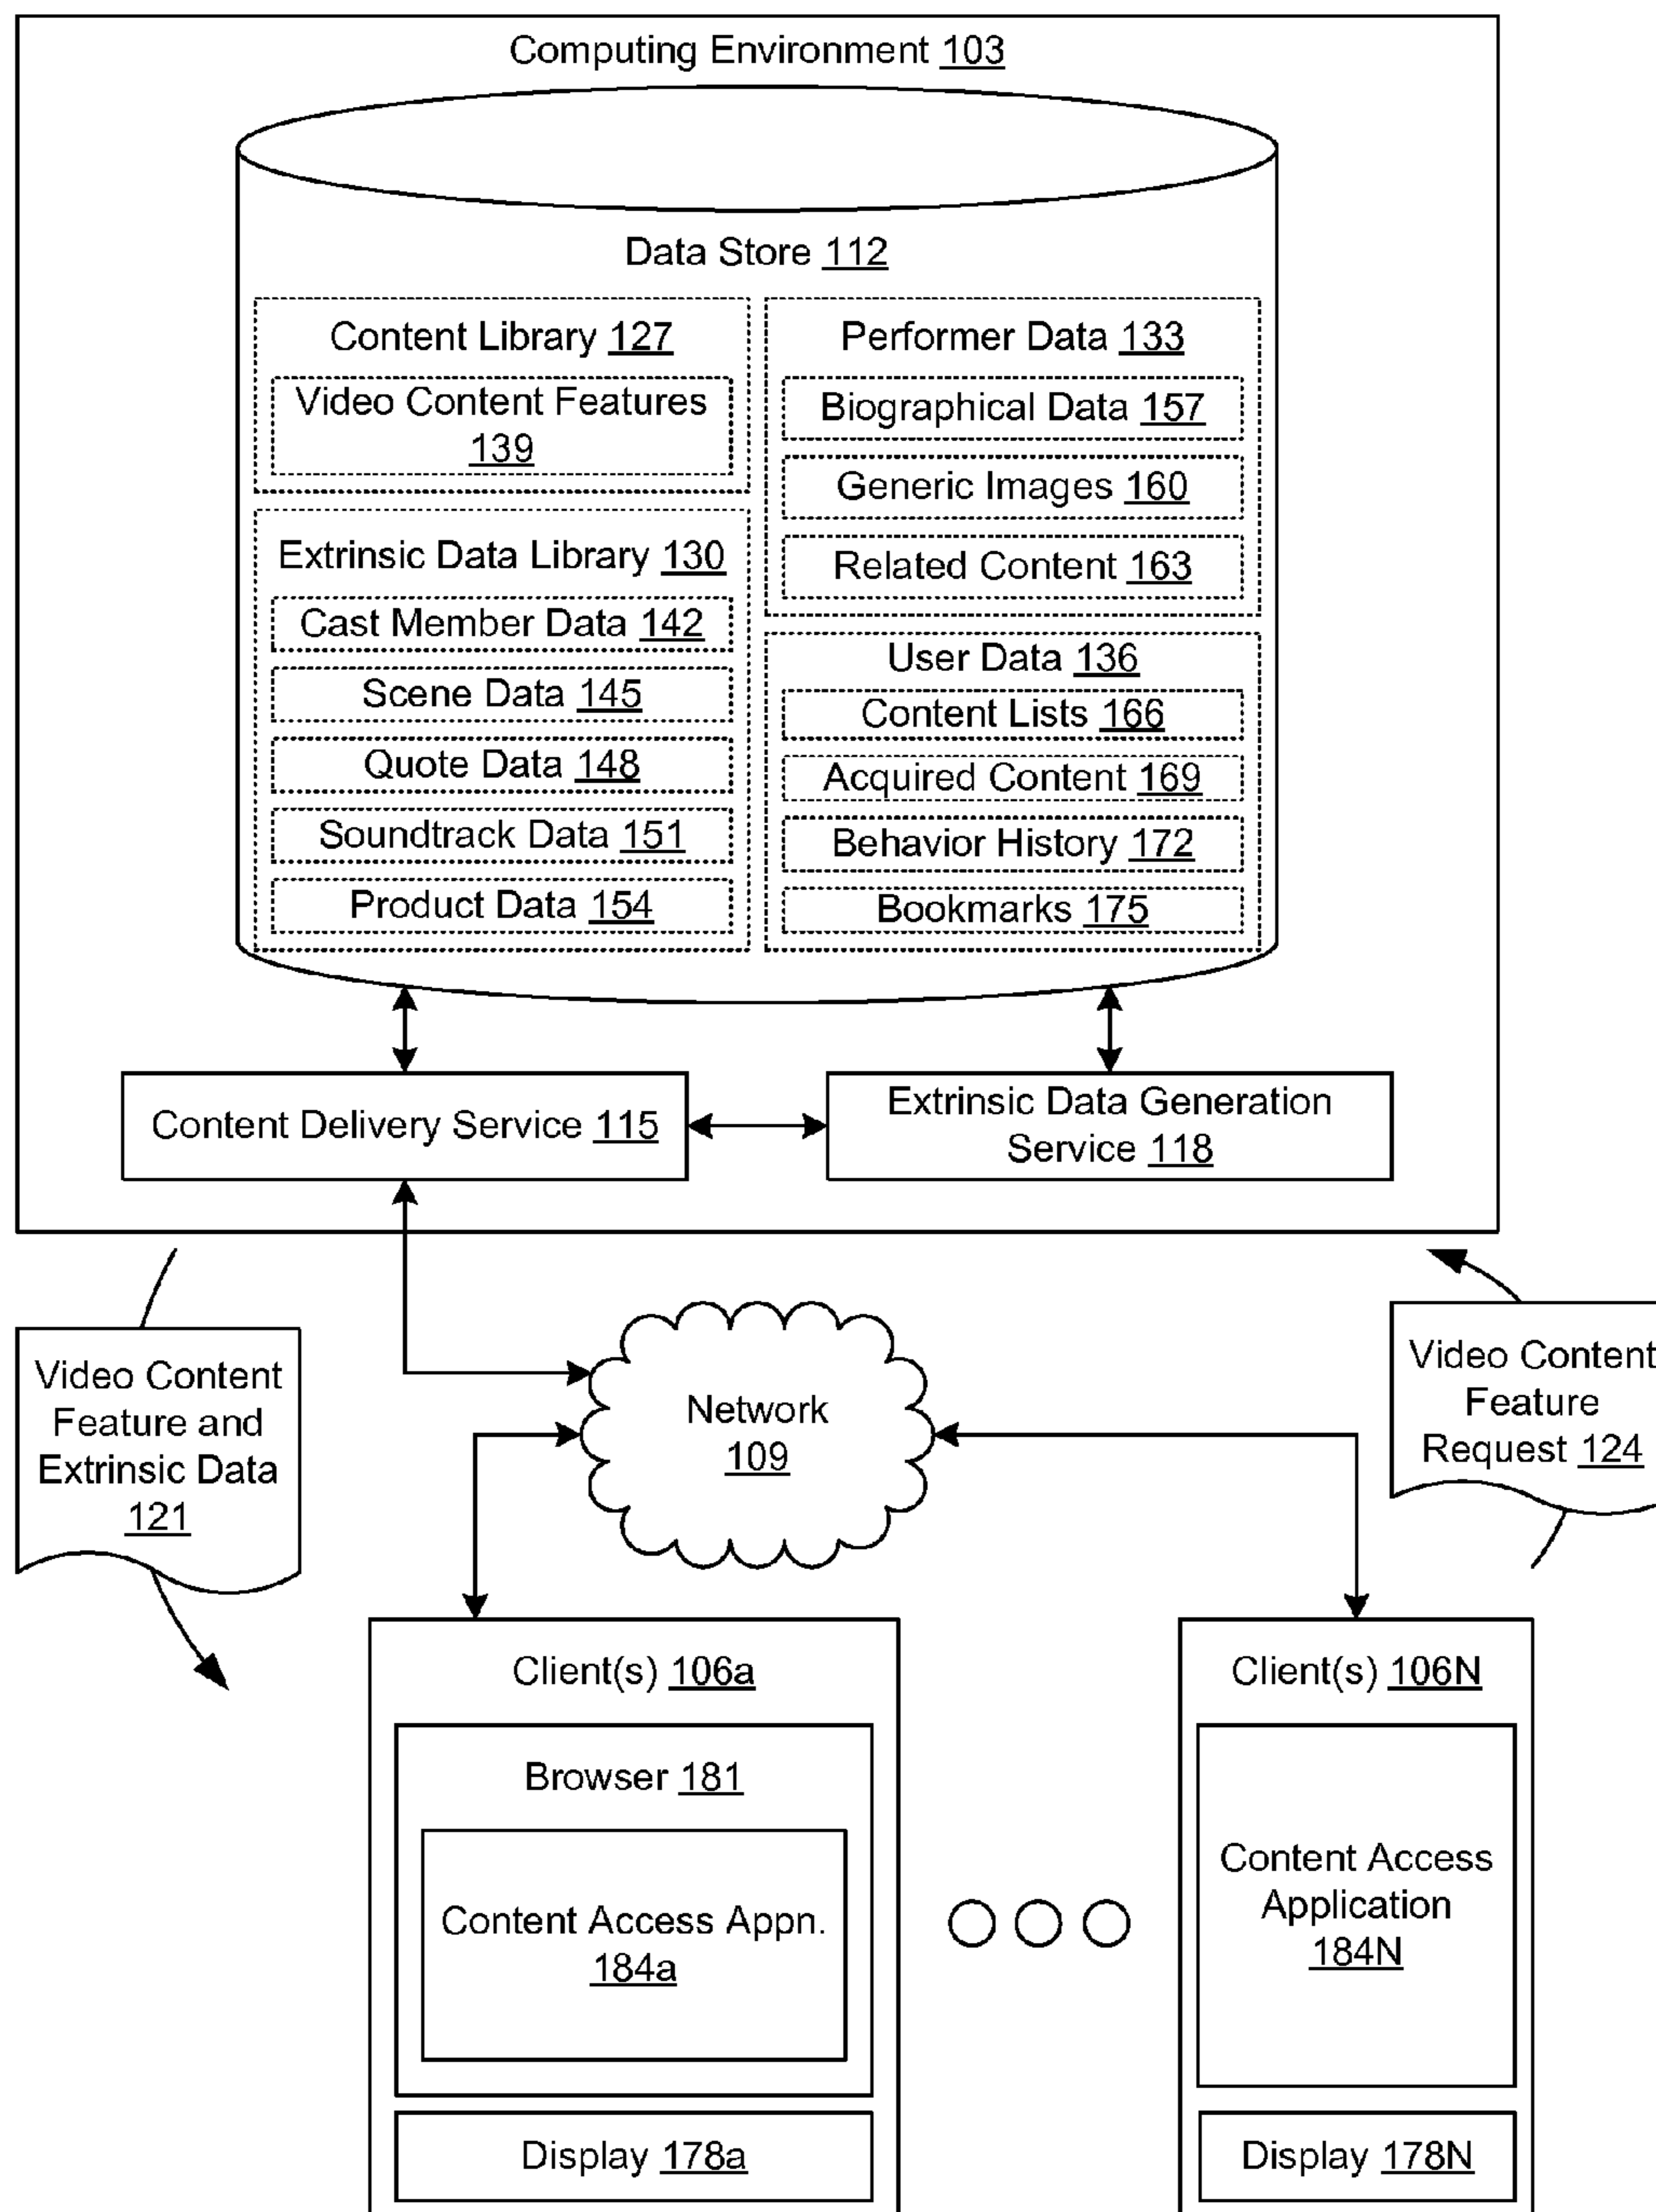 Computing Environment 103
Data Store 112
Content Library 127
Video Content Features
139
Extrinsic Data Library 130
Cast Member Data 142
Scene Data 145
Quote Data 148
Soundtrack Data 151
Product Data 154
Performer Data 133
Biographical Data 157
Generic Images 160
Related Content 163
User Data 136
Content Lists 166
Acquired Content 169
Behavior History 172
Bookmarks 175
Content Delivery Service 115
Extrinsic Data Generation
Service 118
Video Content
Feature and
Extrinsic Data
121
Network
109
Video Content
Feature
Request 124
Client(s) 106a
Browser 181
Content Access Appn.
184a
Display 178a
Client(s) 106N
Content Access
Application
184N
Display 178N